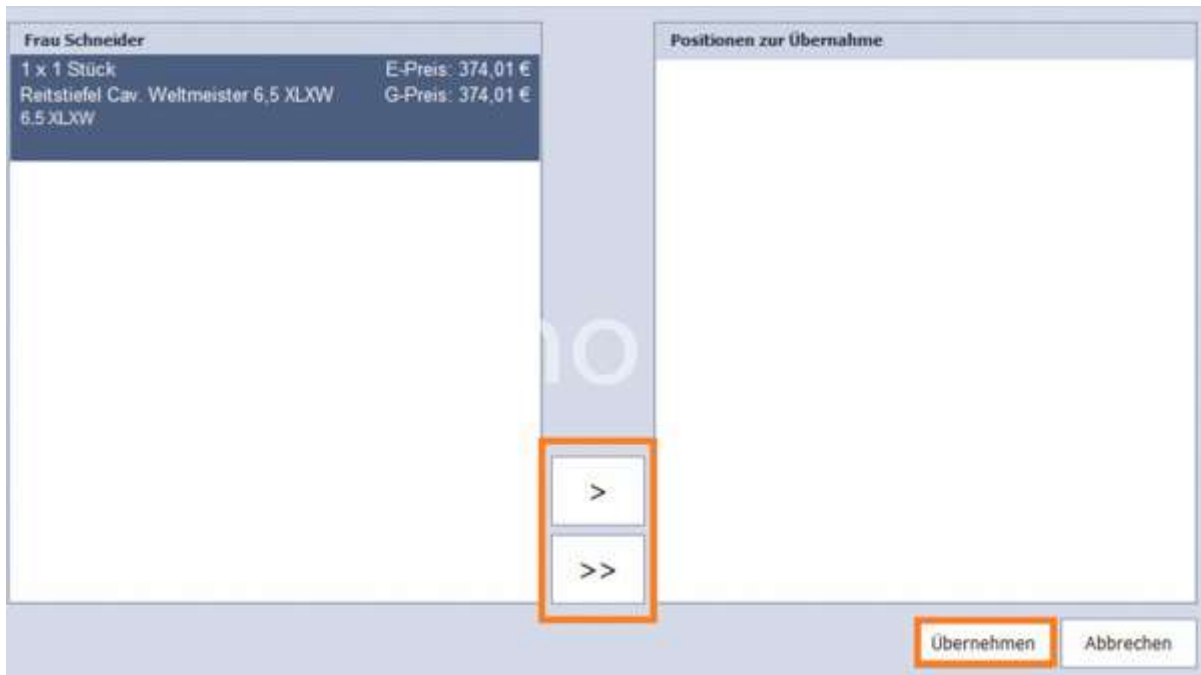 Frau Schneider
1 x 1 Stück E-Preis: 374,01 €
Reitstiefel Cav. Weltmeister 6,5 XLXW G-Preis: 374,01 €
6.5 XLXW
Positionen zur Übernahme
>
>>
Übernehmen Abbrechen